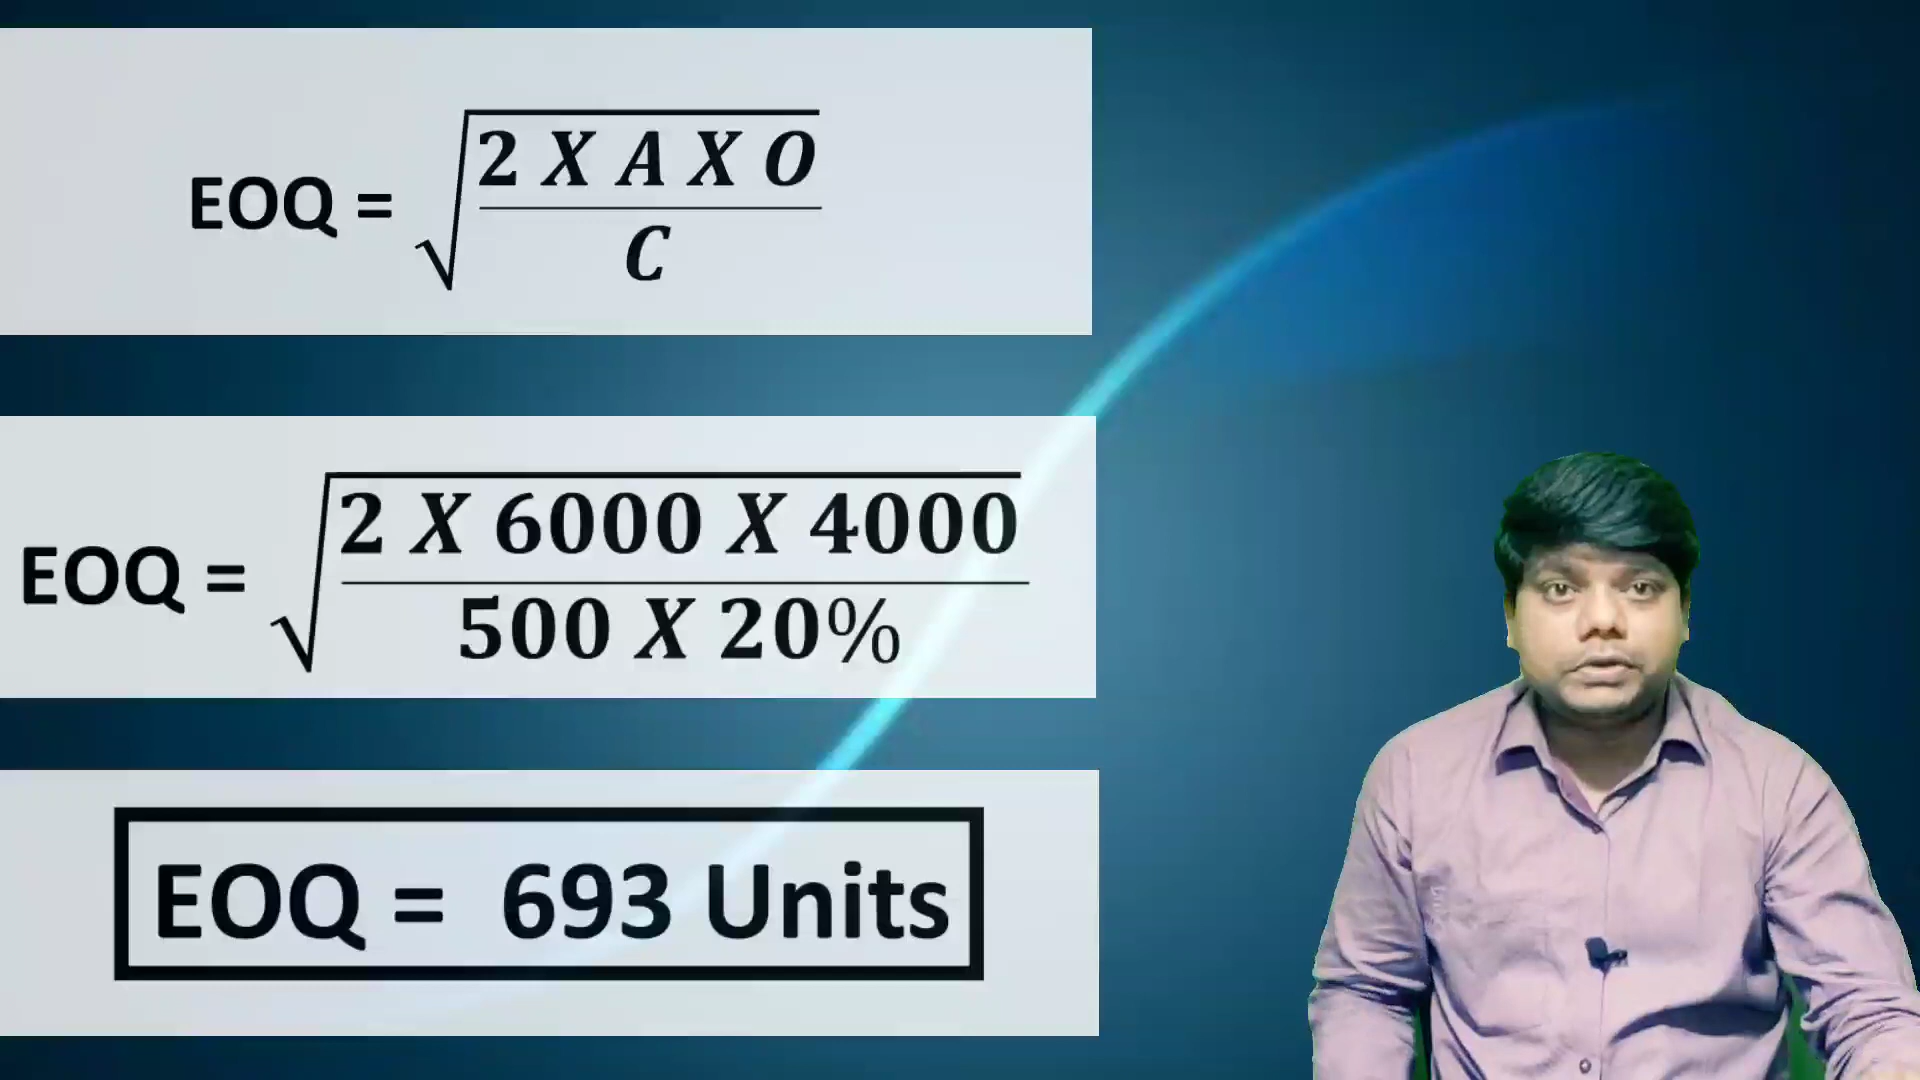 EOQ = √(2 X A X O / C)
EOQ = √(2 X 6000 X 4000 / 500 X 20%)
EOQ = 693 Units